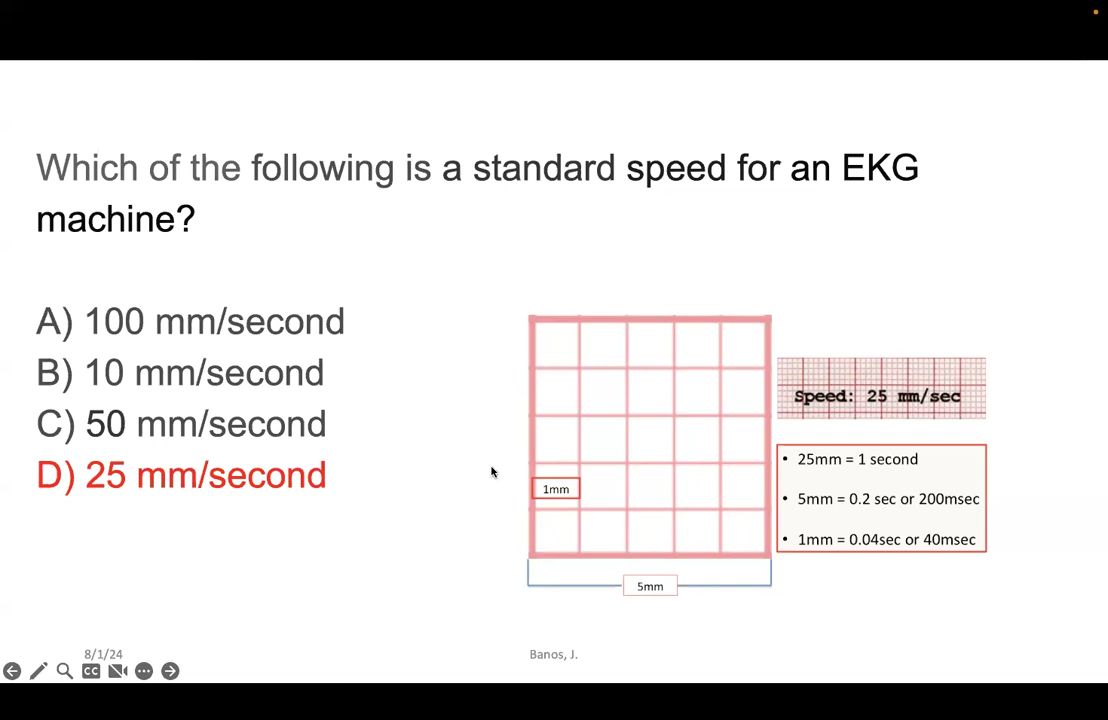 Which of the following is a standard speed for an EKG
machine?
A) 100 mm/second
B) 10 mm/second
C) 50 mm/second
D) 25 mm/second
Speed: 25 mm/sec
• 25mm = 1 second
1mm
• 5mm = 0.2 sec or 200msec
• 1mm = 0.04sec or 40msec
5mm
8/1/24
Banos, J.
CC